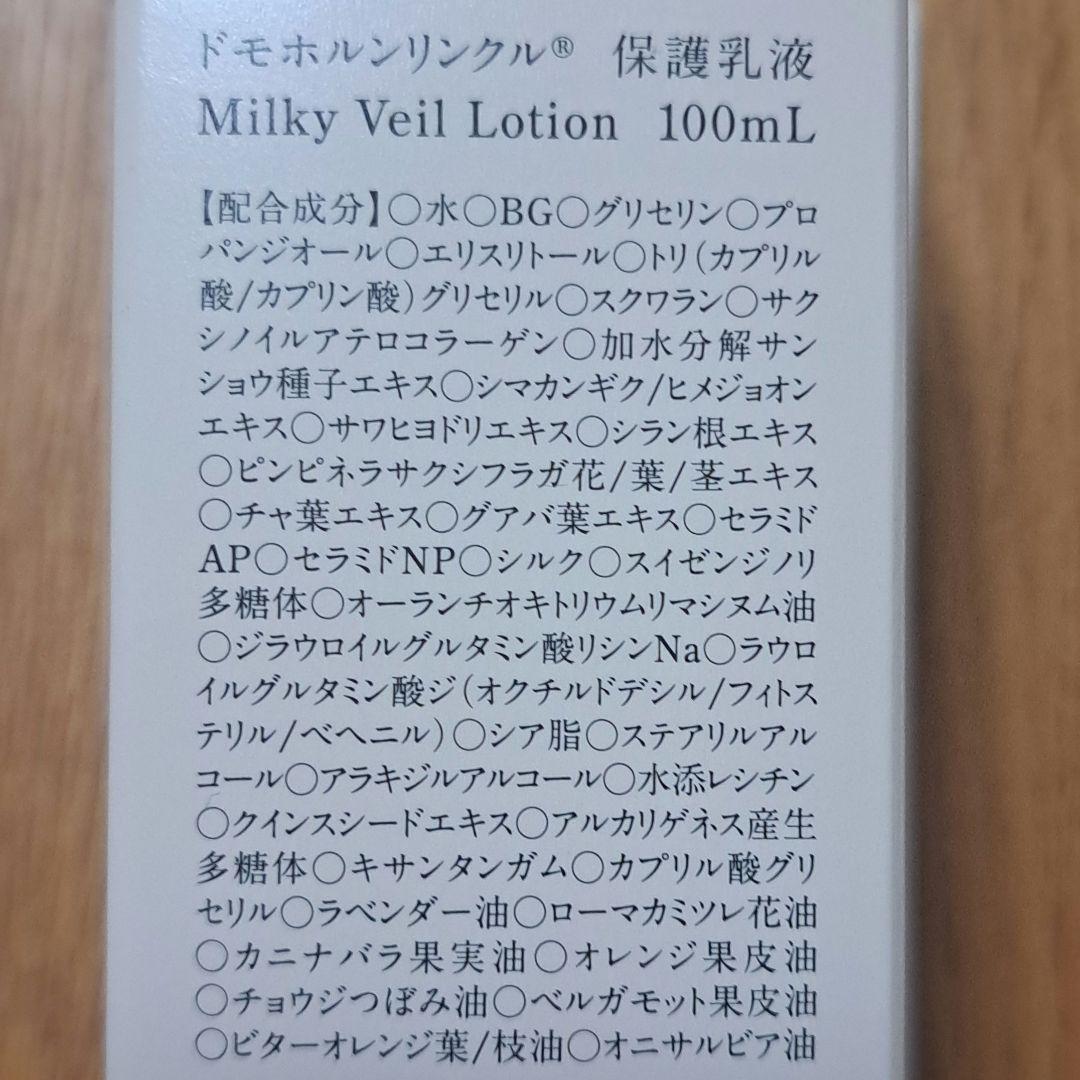 ドモホルンリンクル® 保護乳液
Milky Veil Lotion 100mL
【配合成分】○水○BG○グリセリン○プロ
パンジオール○エリスリトール○トリ(カプリル
酸/カプリン酸)グリセリル○スクワラン○サク
シノイルアテロコラーゲン○加水分解サン
ショウ種子エキス○シマカンギク/ヒメジョオン
エキス○サワヒヨドリエキス○シラン根エキス
○ピンピネラサクシフラガ花/葉/茎エキス
○チャ葉エキス○グアバ葉エキス○セラミド
AP○セラミドNP○シルク○スイゼンジノリ
多糖体○オーランチオキトリウムリマシヌム油
○ジラウロイルグルタミン酸リシンNa○ラウロ
イルグルタミン酸ジ(オクチルドデシル/フィトス
テリル/ベヘニル)○シア脂○ステアリルアル
コール○アラキジルアルコール○水添レシチン
○クインスシードエキス○アルカリゲネス産生
多糖体○キサンタンガム○カプリル酸グリ
セリル○ラベンダー油○ローマカミツレ花油
○カニナバラ果実油○オレンジ果皮油
○チョウジつぼみ油○ベルガモット果皮油
○ビターオレンジ葉/枝油○オニサルビア油